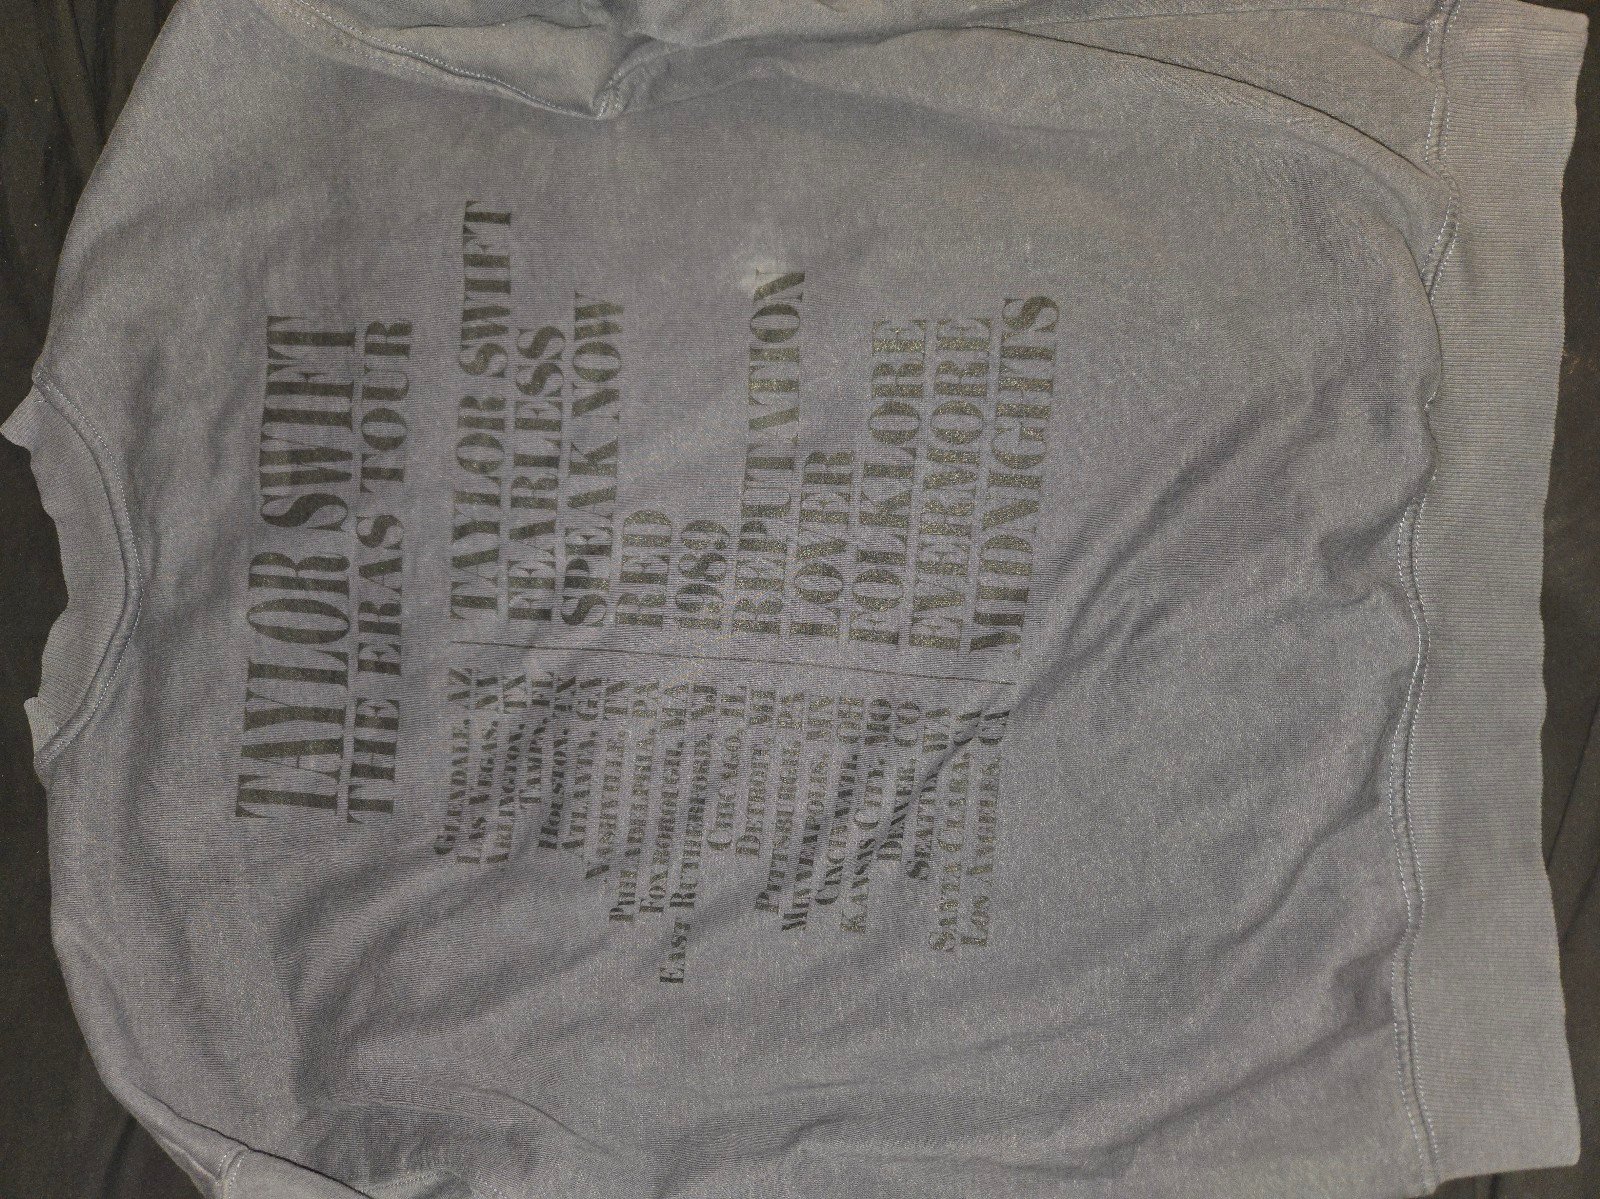 TAYLOR SWIFT
THE ERAS TOUR
GLENDALE, AZ
LAS VEGAS, NV
ARLINGTON, TX
TAMPA, FL
HOUSTON, TX
ATLANTA, GA
NASHVILLE, TN
PHILADELPHIA, PA
FOXBOROUGH, MA
EAST RUTHERFORD, NJ
CHICAGO, IL
DETROIT, MI
PITTSBURGH, PA
MINNEAPOLIS, MN
CINCINNATI, OH
KANSAS CITY, MO
DENVER, CO
SEATTLE, WA
SANTA CLARA, CA
LOS ANGELES, CA
TAYLOR SWIFT
FEARLESS
SPEAK NOW
RED
1989
REPUTATION
LOVER
FOLKLORE
EVERMORE
MIDNIGHTS